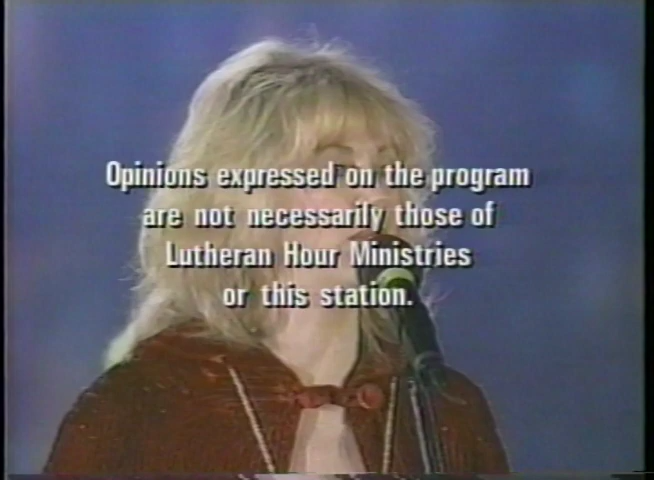 Opinions expressed on the program
are not necessarily those of
Lutheran Hour Ministries
or this station.